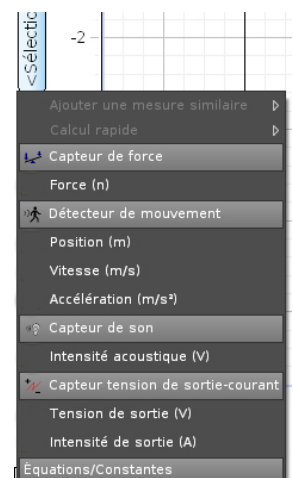 <Sélectic
-2
Ajouter une mesure similaire
Calcul rapide
Capteur de force
Force (n)
Détecteur de mouvement
Position (m)
Vitesse (m/s)
Accélération (m/s²)
Capteur de son
Intensité acoustique (V)
Capteur tension de sortie-courant
Tension de sortie (V)
Intensité de sortie (A)
Équations/Constantes